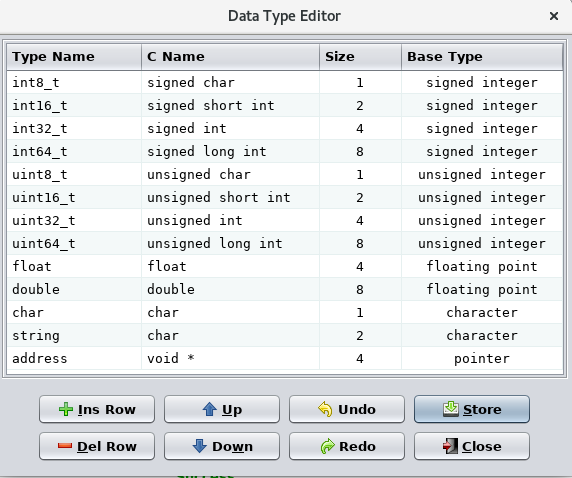 Data Type Editor ×
Type Name C Name Size Base Type
int8_t signed char 1 signed integer
int16_t signed short int 2 signed integer
int32_t signed int 4 signed integer
int64_t signed long int 8 signed integer
uint8_t unsigned char 1 unsigned integer
uint16_t unsigned short int 2 unsigned integer
uint32_t unsigned int 4 unsigned integer
uint64_t unsigned long int 8 unsigned integer
float float 4 floating point
double double 8 floating point
char char 1 character
string char 2 character
address void * 4 pointer
Ins Row Up Undo Store
Del Row Down Redo Close